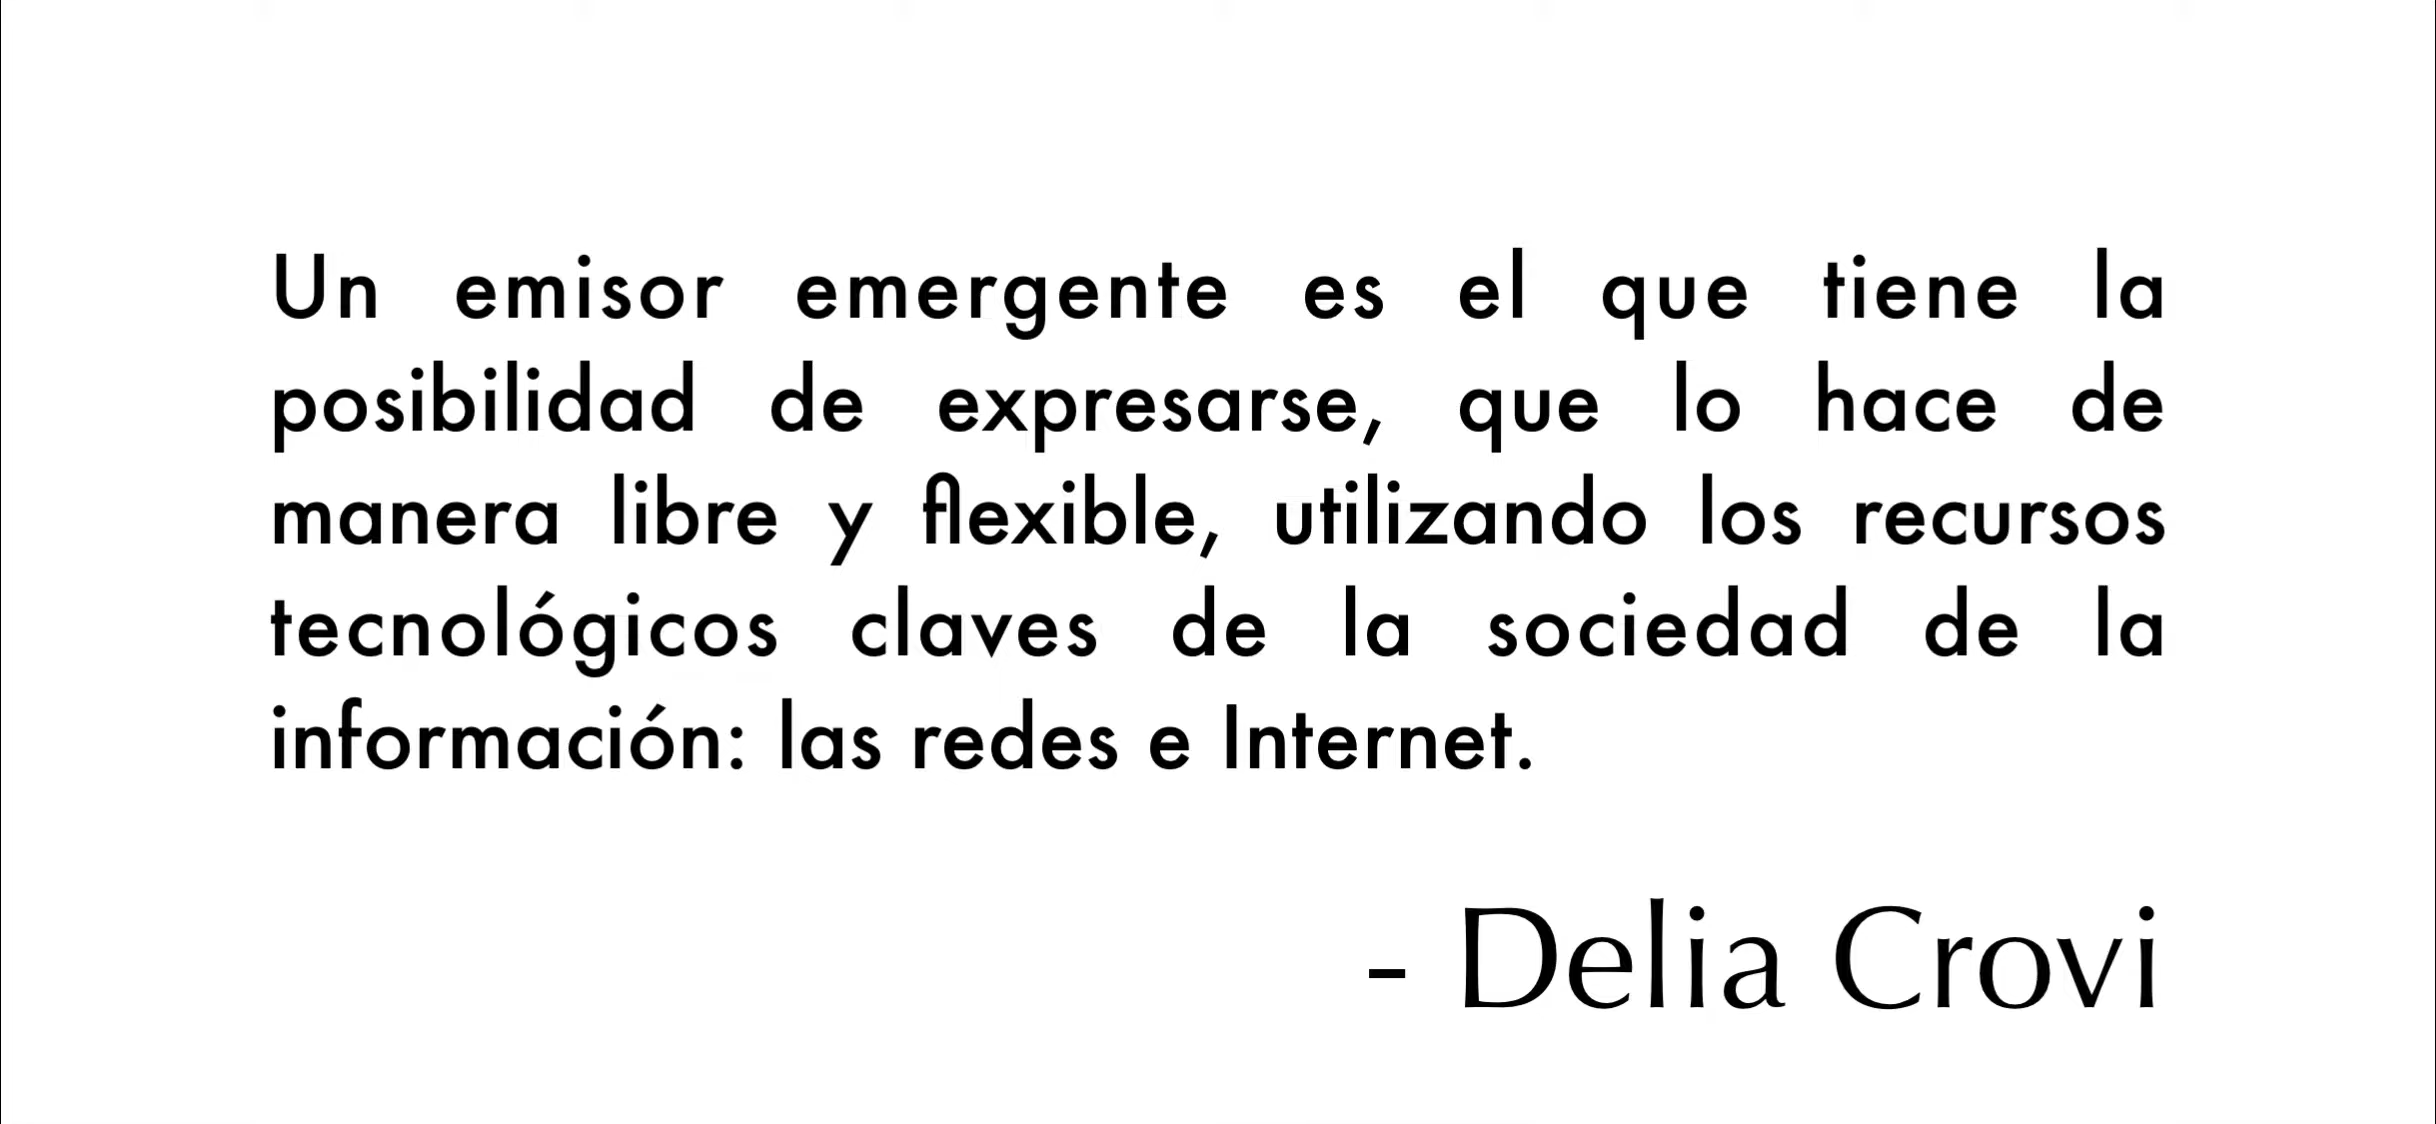 Un emisor emergente es el que tiene la
posibilidad de expresarse, que lo hace de
manera libre y flexible, utilizando los recursos
tecnológicos claves de la sociedad de la
información: las redes e Internet.
- Delia Crovi